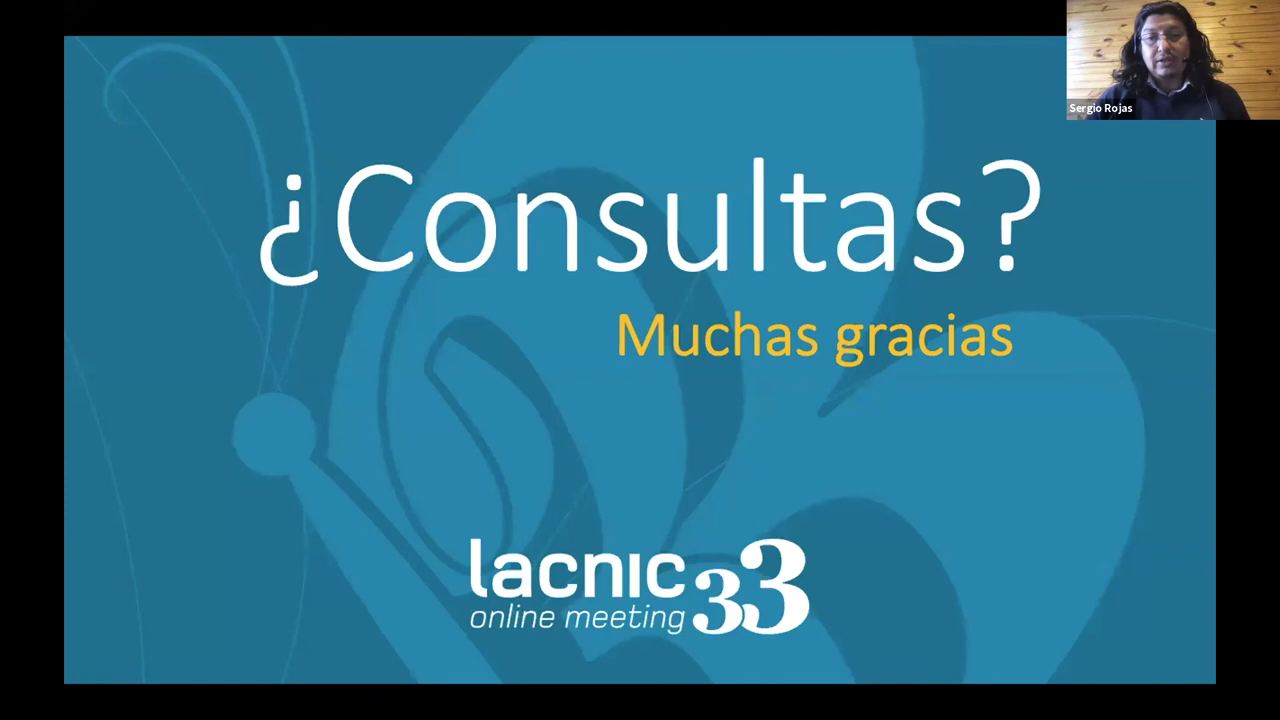 Sergio Rojas
¿Consultas?
Muchas gracias
lacnic 33
online meeting